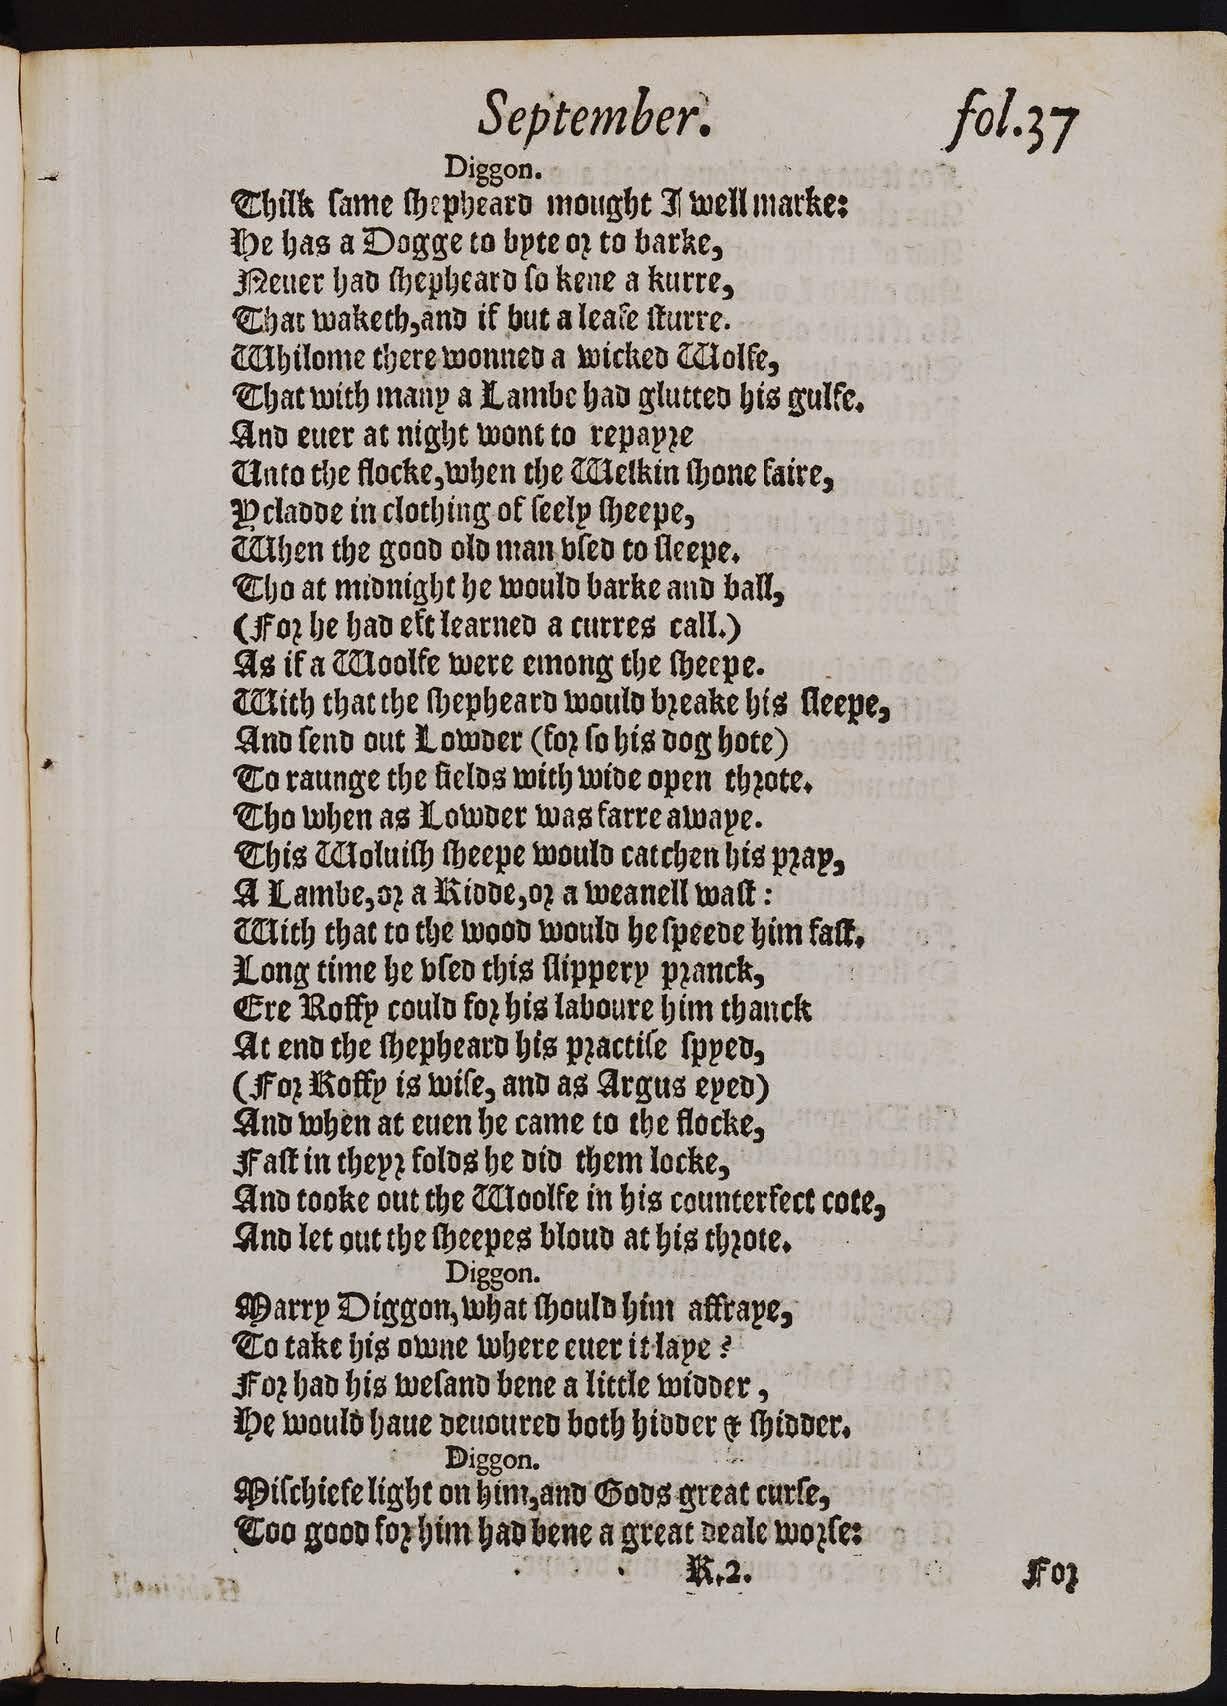 September. fol.37
Diggon.
Thilk ſame ſhepheard mought I well marke:
He has a Dogge to byte or to barke,
Neuer had ſhepheard ſo kene a kurre,
That waketh,and if but a leafe ſturre.
Whilome there wonned a wicked Wolfe,
That with many a Lambe had glutted his gulfe.
And euer at night wont to repayre
Unto the flocke,when the Welkin ſhone faire,
Ycladde in clothing of ſeely ſheepe,
When the good old man vſed to ſleepe.
Tho at midnight he would barke and ball,
(For he had eft learned a curres call.)
As if a Woolfe were emong the ſheepe.
With that the ſhepheard would breake his ſleepe,
And ſend out Lowder (for ſo his dog hote)
To raunge the fields with wide open throte.
Tho when as Lowder was farre awaye.
This Woluiſh ſheepe would catchen his pray,
A Lambe,or a Kidde,or a weanell waſt:
With that to the wood would he ſpeede him faſt.
Long time he vſed this ſlippery pranck,
Ere Roffy could for his laboure him thanck
At end the ſhepheard his practiſe ſpyed,
(For Roffy is wiſe, and as Argus eyed)
And when at euen he came to the flocke,
Faſt in theyr folds he did them locke,
And tooke out the Woolfe in his counterfect cote,
And let out the ſheepes bloud at his throte.
Diggon.
Marry Diggon,what ſhould him affraye,
To take his owne where euer it laye?
For had his weſand bene a little widder,
He would haue deuoured both hidder & ſhidder.
Diggon.
Miſchiefe light on him,and Gods great curſe,
Too good for him had bene a great deale worſe:
K.2. For